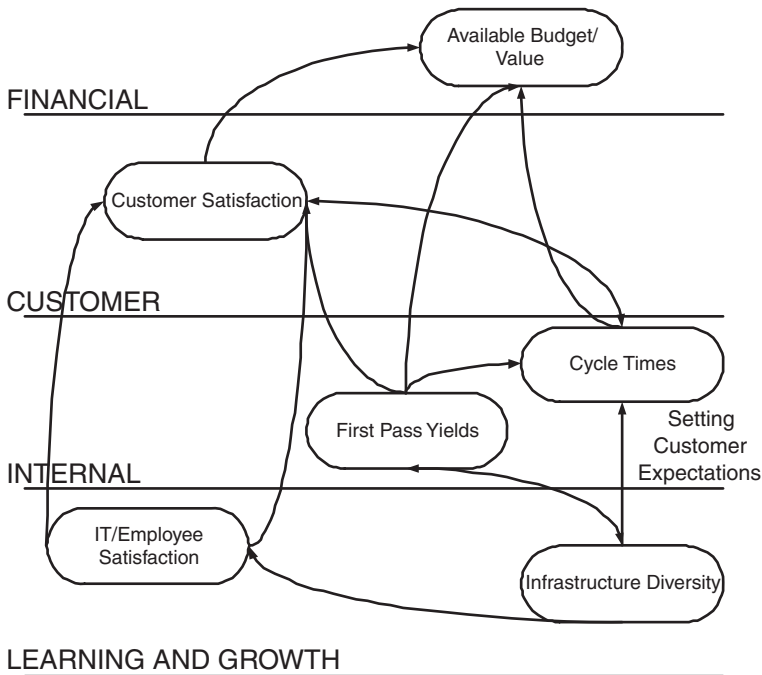 Available Budget/
Value
FINANCIAL
Customer Satisfaction
CUSTOMER
Cycle Times
First Pass Yields
Setting
Customer
Expectations
INTERNAL
IT/Employee
Satisfaction
Infrastructure Diversity
LEARNING AND GROWTH